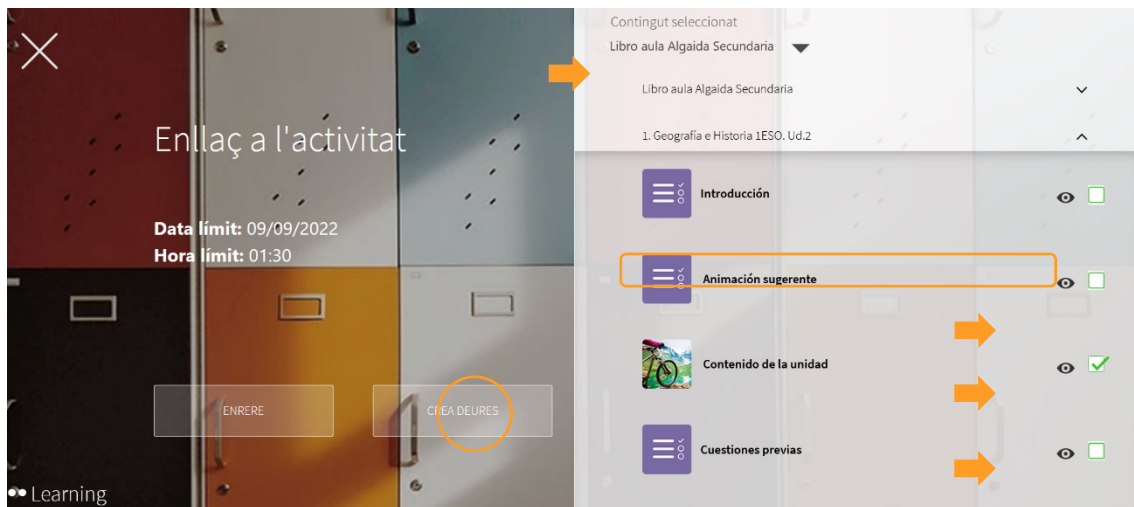 Enllaç a l'activitat
Data límit: 09/09/2022
Hora límit: 01:30
ENRERE
CREA DEURES
Learning
Contingut seleccionat
Libro aula Algaida Secundaria
Libro aula Algaida Secundaria
1. Geografía e Historia 1ESO. Ud.2
Introducción
Animación sugerente
Contenido de la unidad
Cuestiones previas